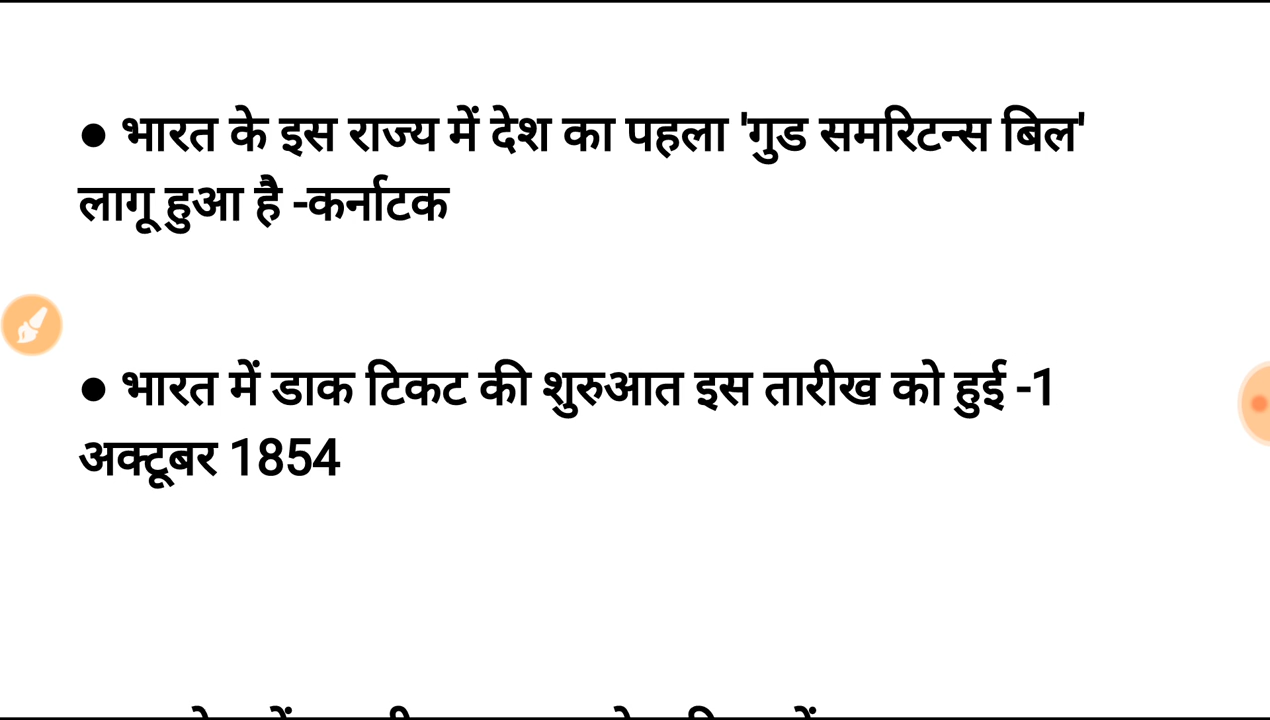 ● भारत के इस राज्य में देश का पहला 'गुड समरिटन्स बिल'
लागू हुआ है -कर्नाटक
● भारत में डाक टिकट की शुरुआत इस तारीख को हुई -1
अक्टूबर 1854